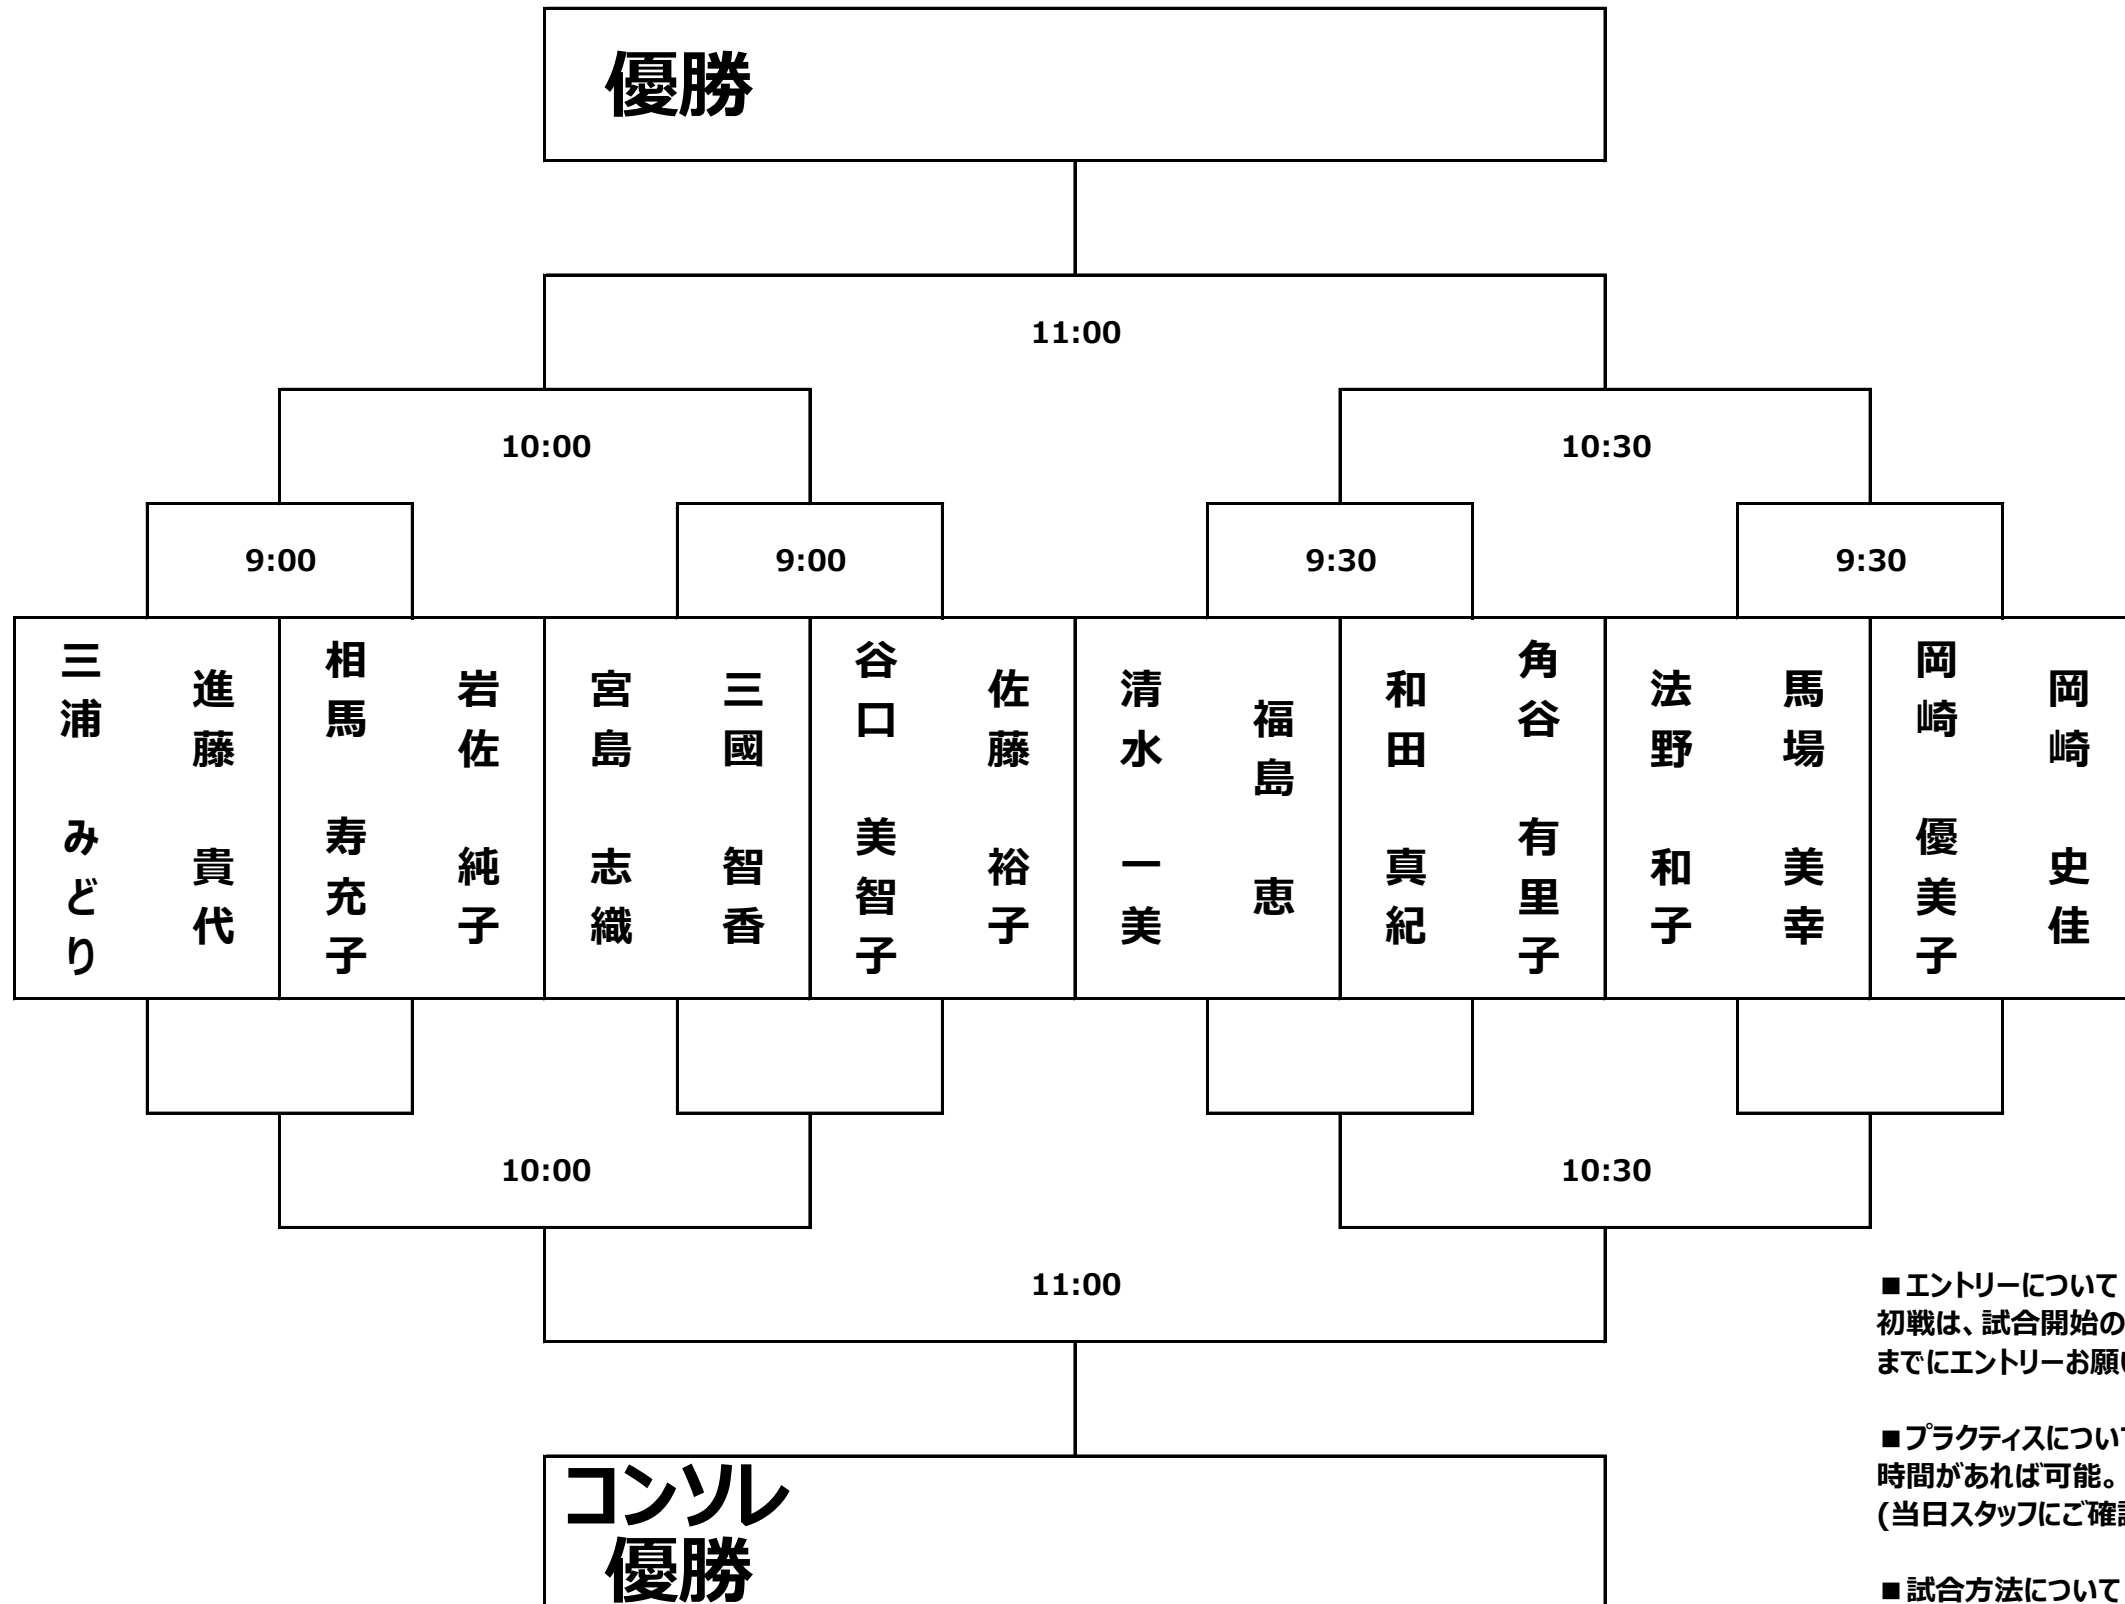 優勝
11:00
10:00
10:30
9:00
9:00
9:30
9:30
三浦 みどり
進藤 貴代
相馬 寿充子
岩佐 純子
宮島 志織
三國 智香
谷口 美智子
佐藤 裕子
清水 一美
福島 恵
和田 真紀
角谷 有里子
法野 和子
馬場 美幸
岡崎 優美子
岡崎 史佳
10:00
10:30
11:00
コンソレ
優勝
■エントリーについて
初戦は、試合開始の
までにエントリーお願
■プラクティスについ
時間があれば可能。
(当日スタッフにご確
■試合方法について